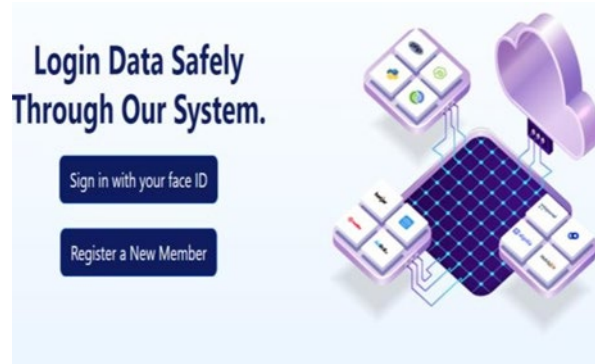 Login Data Safely
Through Our System.
Sign in with your face ID
Register a New Member